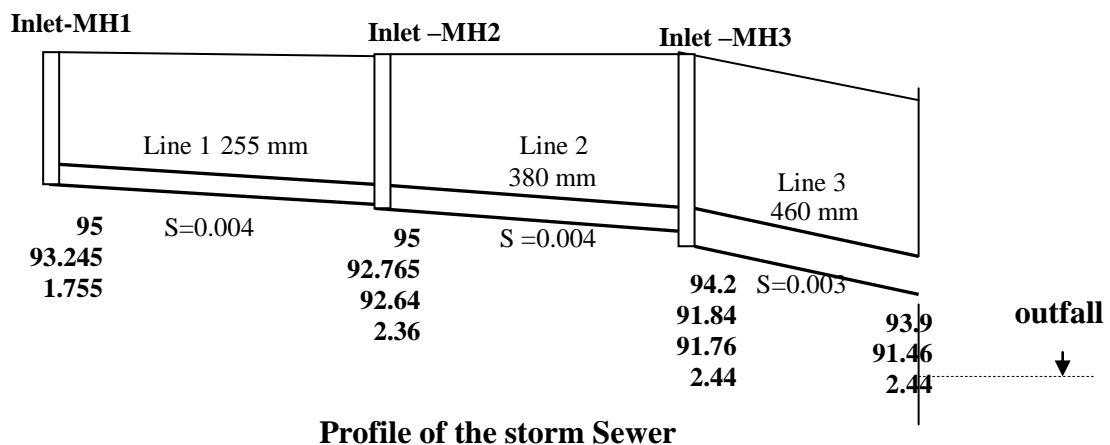 Inlet-MH1
Inlet –MH2
Inlet –MH3
Line 1 255 mm
Line 2
380 mm
Line 3
460 mm
S=0.004
S =0.004
S=0.003
95
93.245
1.755
95
92.765
92.64
2.36
94.2
91.84
91.76
2.44
93.9
91.46
2.44
outfall
Profile of the storm Sewer